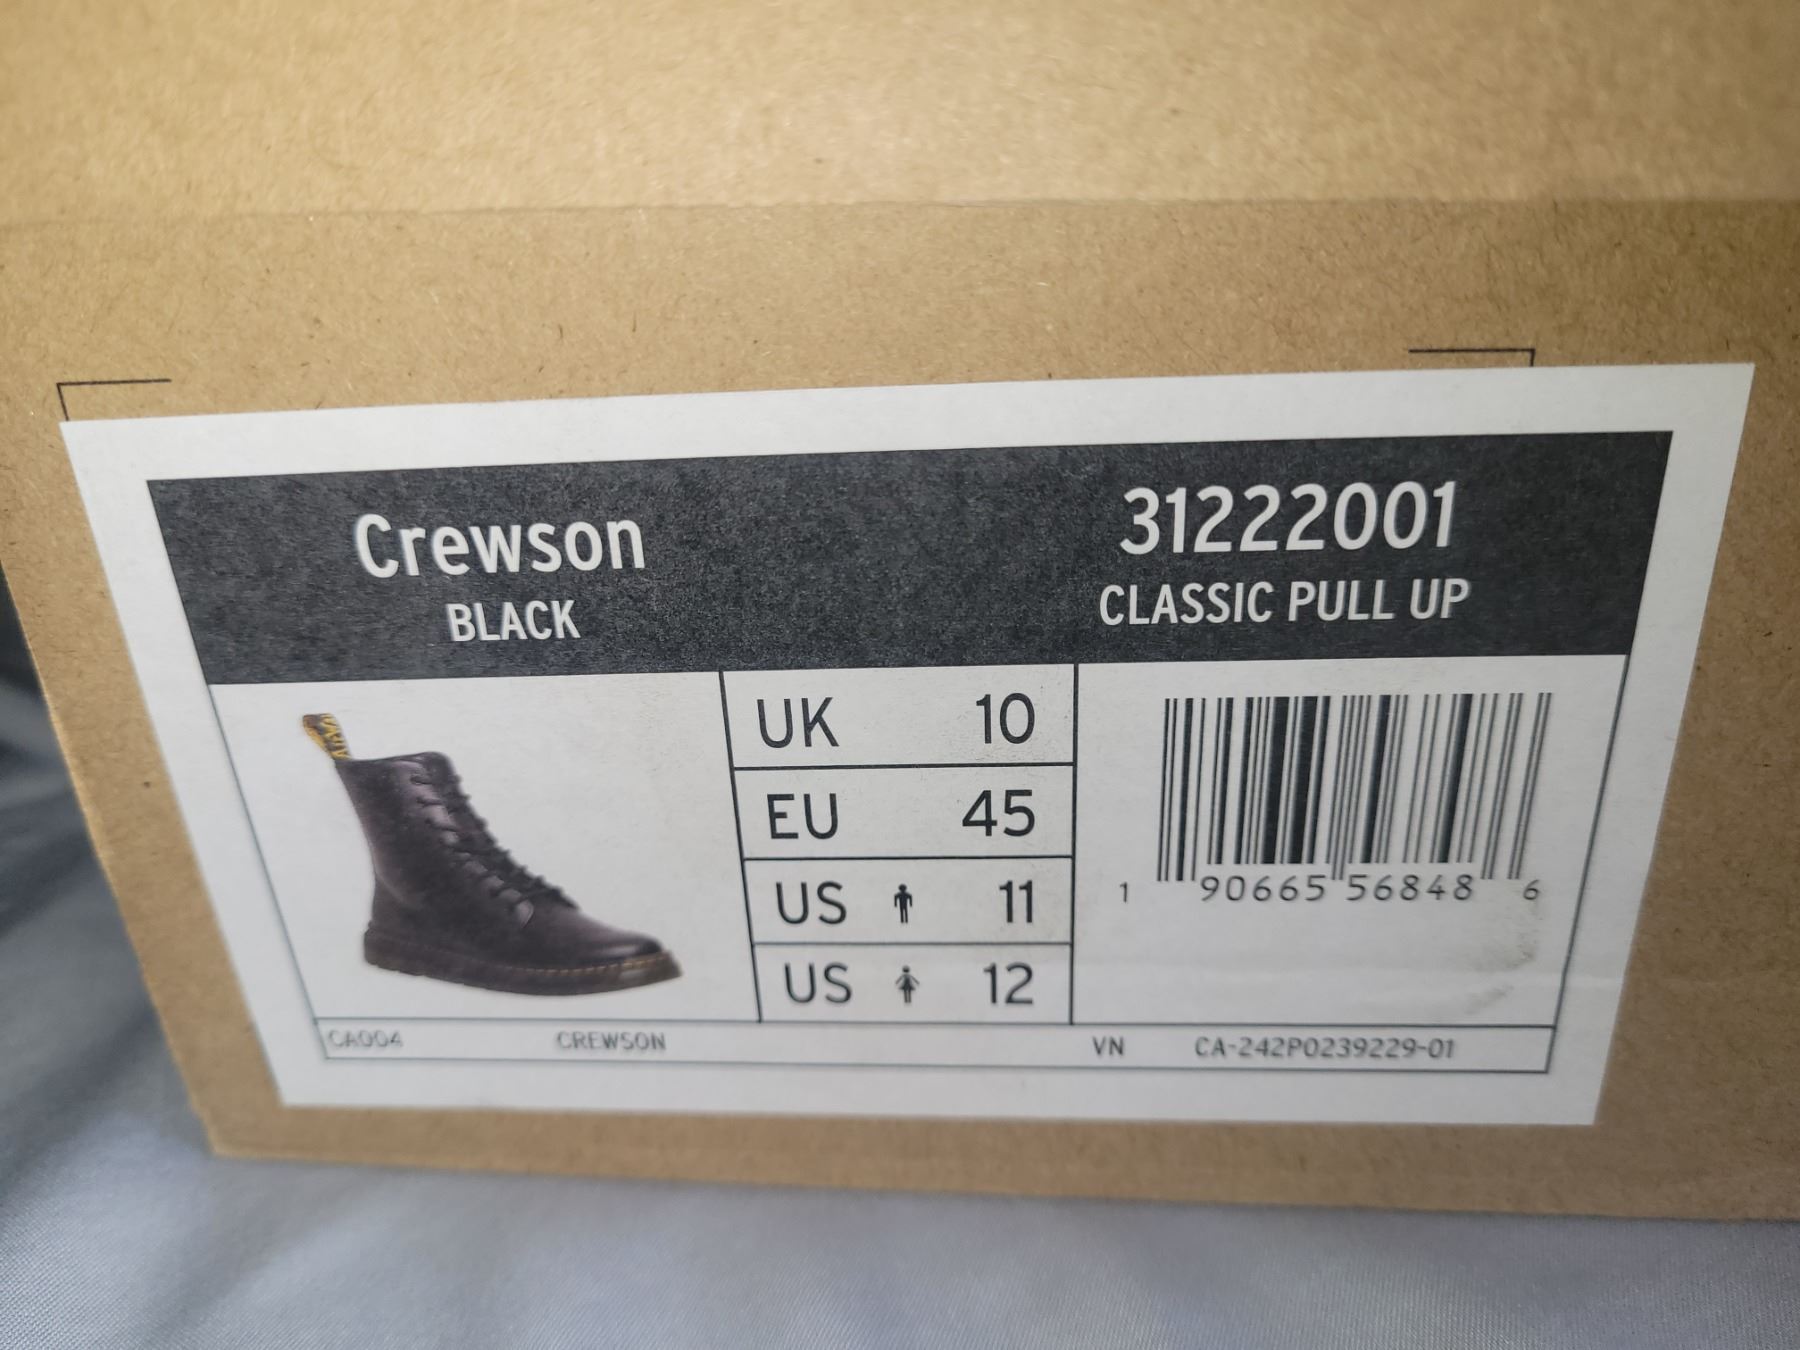 Crewson
BLACK
31222001
CLASSIC PULL UP
UK 10
EU 45
US 11
US 12
1 90665 56848 6
CA004 CREWSON VN CA-242P0239229-01